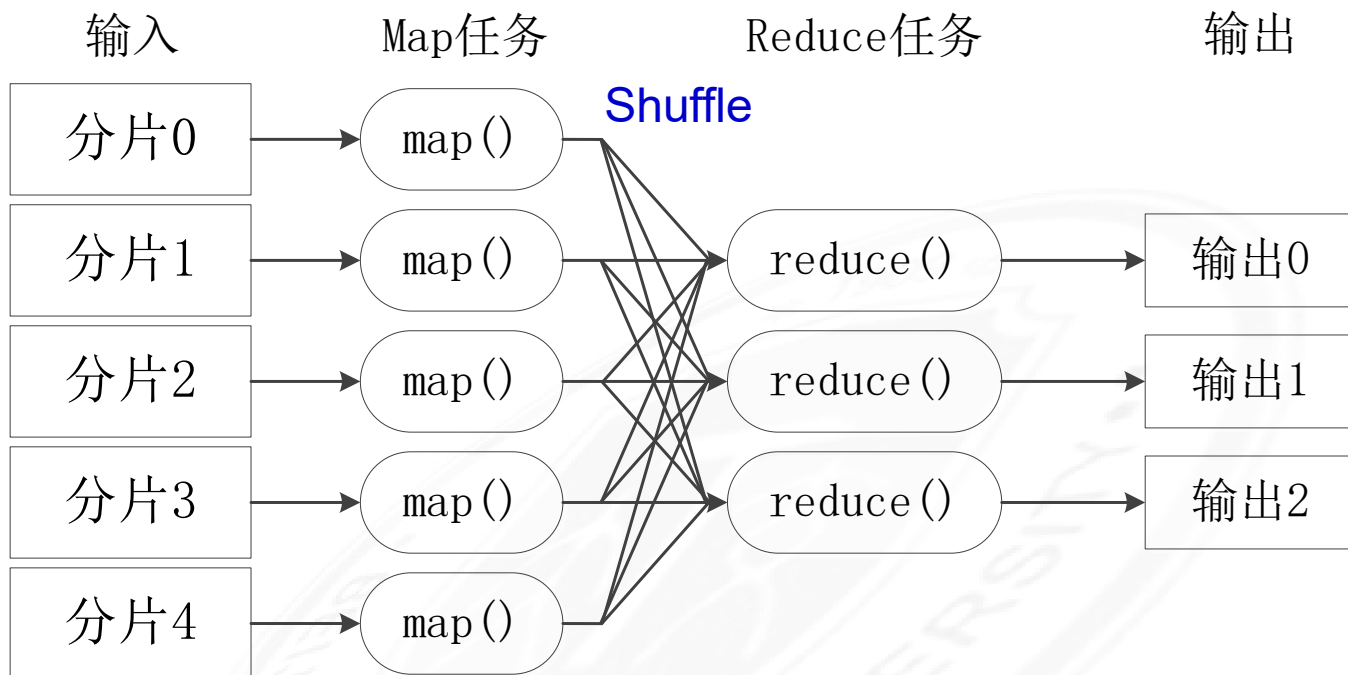 输入 Map任务 Reduce任务 输出
Shuffle
分片0 map()
分片1 map() reduce() 输出0
分片2 map() reduce() 输出1
分片3 map() reduce() 输出2
分片4 map()